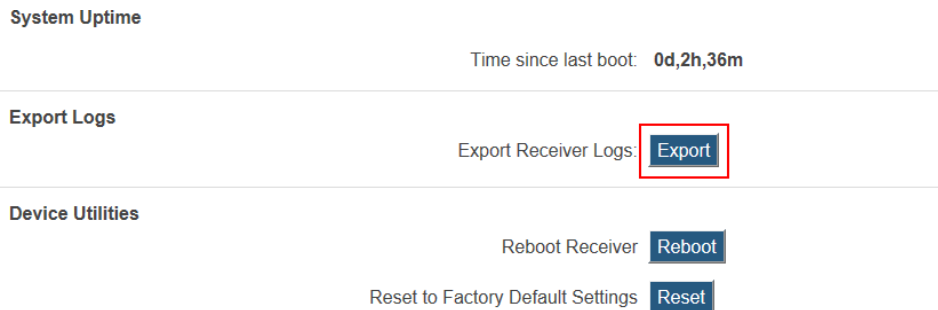 System Uptime
Time since last boot: 0d,2h,36m
Export Logs
Export Receiver Logs: Export
Device Utilities
Reboot Receiver Reboot
Reset to Factory Default Settings Reset